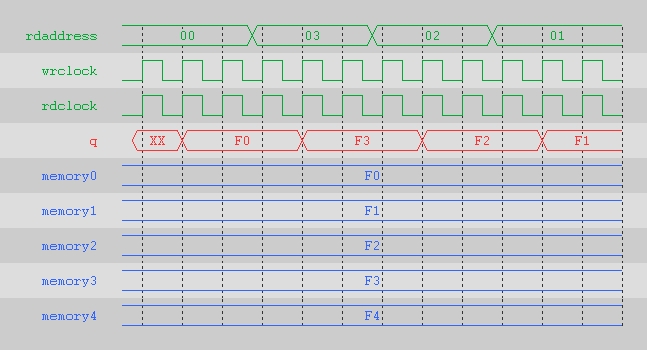 rdaddress 00 03 02 01
wrclock
rdclock
q XX F0 F3 F2 F1
memory0 F0
memory1 F1
memory2 F2
memory3 F3
memory4 F4